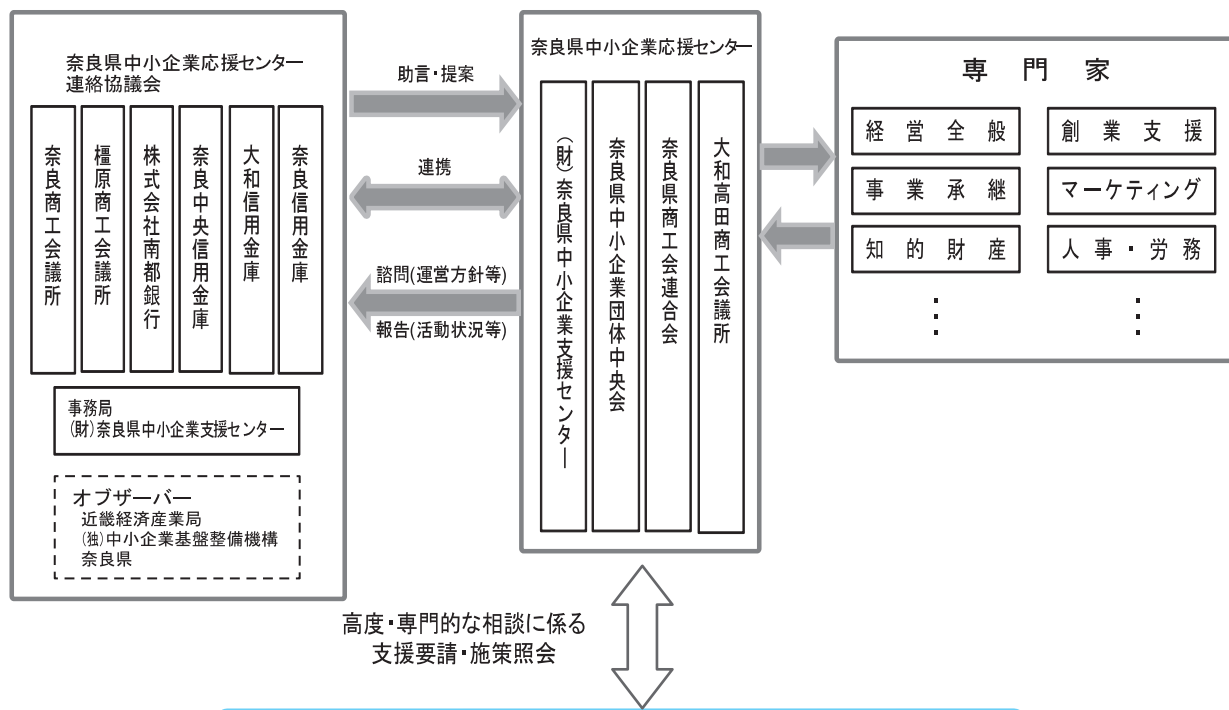 奈良県中小企業応援センター
連絡協議会
奈良商工会議所
橿原商工会議所
株式会社南都銀行
奈良中央信用金庫
大和信用金庫
奈良信用金庫
事務局
(財)奈良県中小企業支援センター
オブザーバー
近畿経済産業局
(独)中小企業基盤整備機構
奈良県
助言・提案
連携
諮問(運営方針等)
報告(活動状況等)
奈良県中小企業応援センター
(財)奈良県中小企業支援センター
奈良県中小企業団体中央会
奈良県商工会連合会
大和高田商工会議所
専門家
経営全般
創業支援
事業承継
マーケティング
知的財産
人事・労務
高度・専門的な相談に係る
支援要請・施策照会